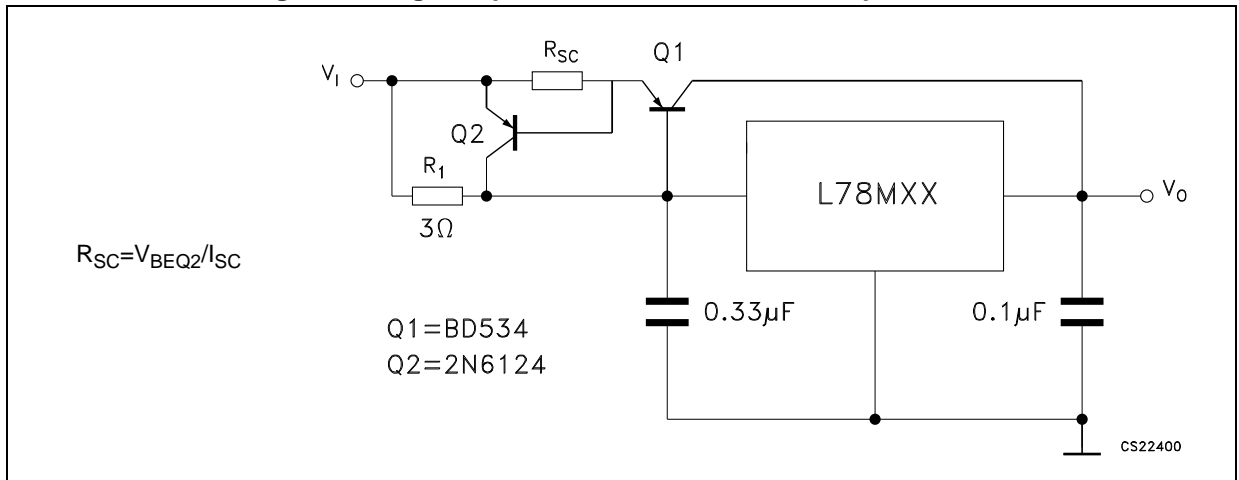 R_SC
Q1
V_I
Q2
R_1
3Ω
L78MXX
V_O
R_SC=V_BEQ2/I_SC
0.33µF
0.1µF
Q1=BD534
Q2=2N6124
CS22400